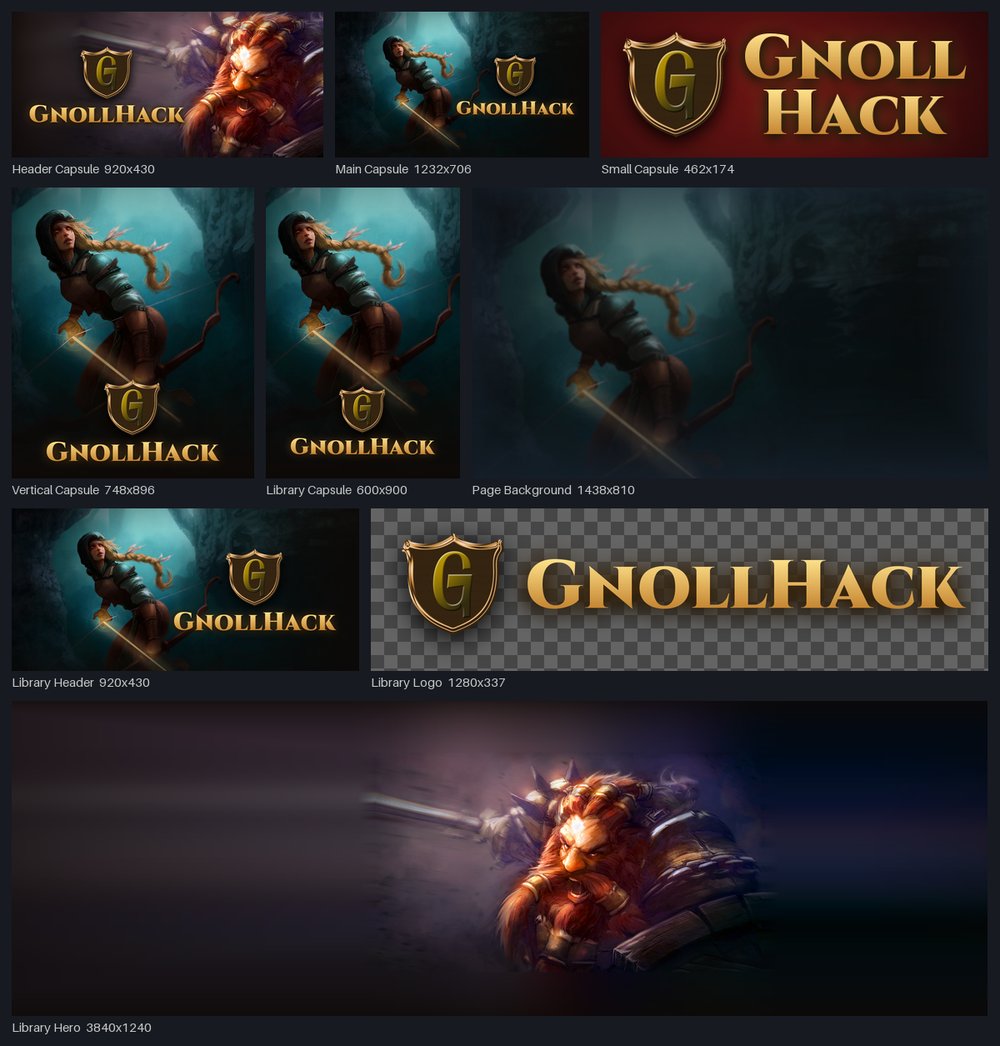 G
GnollHack
Header Capsule 920x430
G
GnollHack
Main Capsule 1232x706
G
Gnoll
Hack
Small Capsule 462x174
G
GnollHack
Vertical Capsule 748x896
G
GnollHack
Library Capsule 600x900
Page Background 1438x810
G
GnollHack
Library Header 920x430
G
GnollHack
Library Logo 1280x337
Library Hero 3840x1240